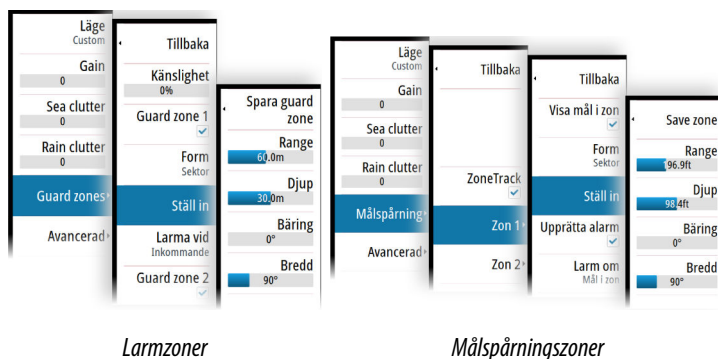 Läge
Custom
Gain
0
Sea clutter
0
Rain clutter
0
Guard zones
Avancerad
Tillbaka
Känslighet
0%
Guard zone 1
Form
Sektor
Ställ in
Larma vid
Inkommande
Guard zone 2
Spara guard
zone
Range
60.0m
Djup
30.0m
Bäring
0°
Bredd
90°
Larmzoner
Läge
Custom
Gain
0
Sea clutter
0
Rain clutter
0
Målspårning
Avancerad
Tillbaka
ZoneTrack
Zon 1
Zon 2
Tillbaka
Visa mål i zon
Form
Sektor
Ställ in
Upprätta alarm
Larm om
Mål i zon
Save zone
Range
96.9ft
Djup
98.4ft
Bäring
0°
Bredd
90°
Målspårningszoner